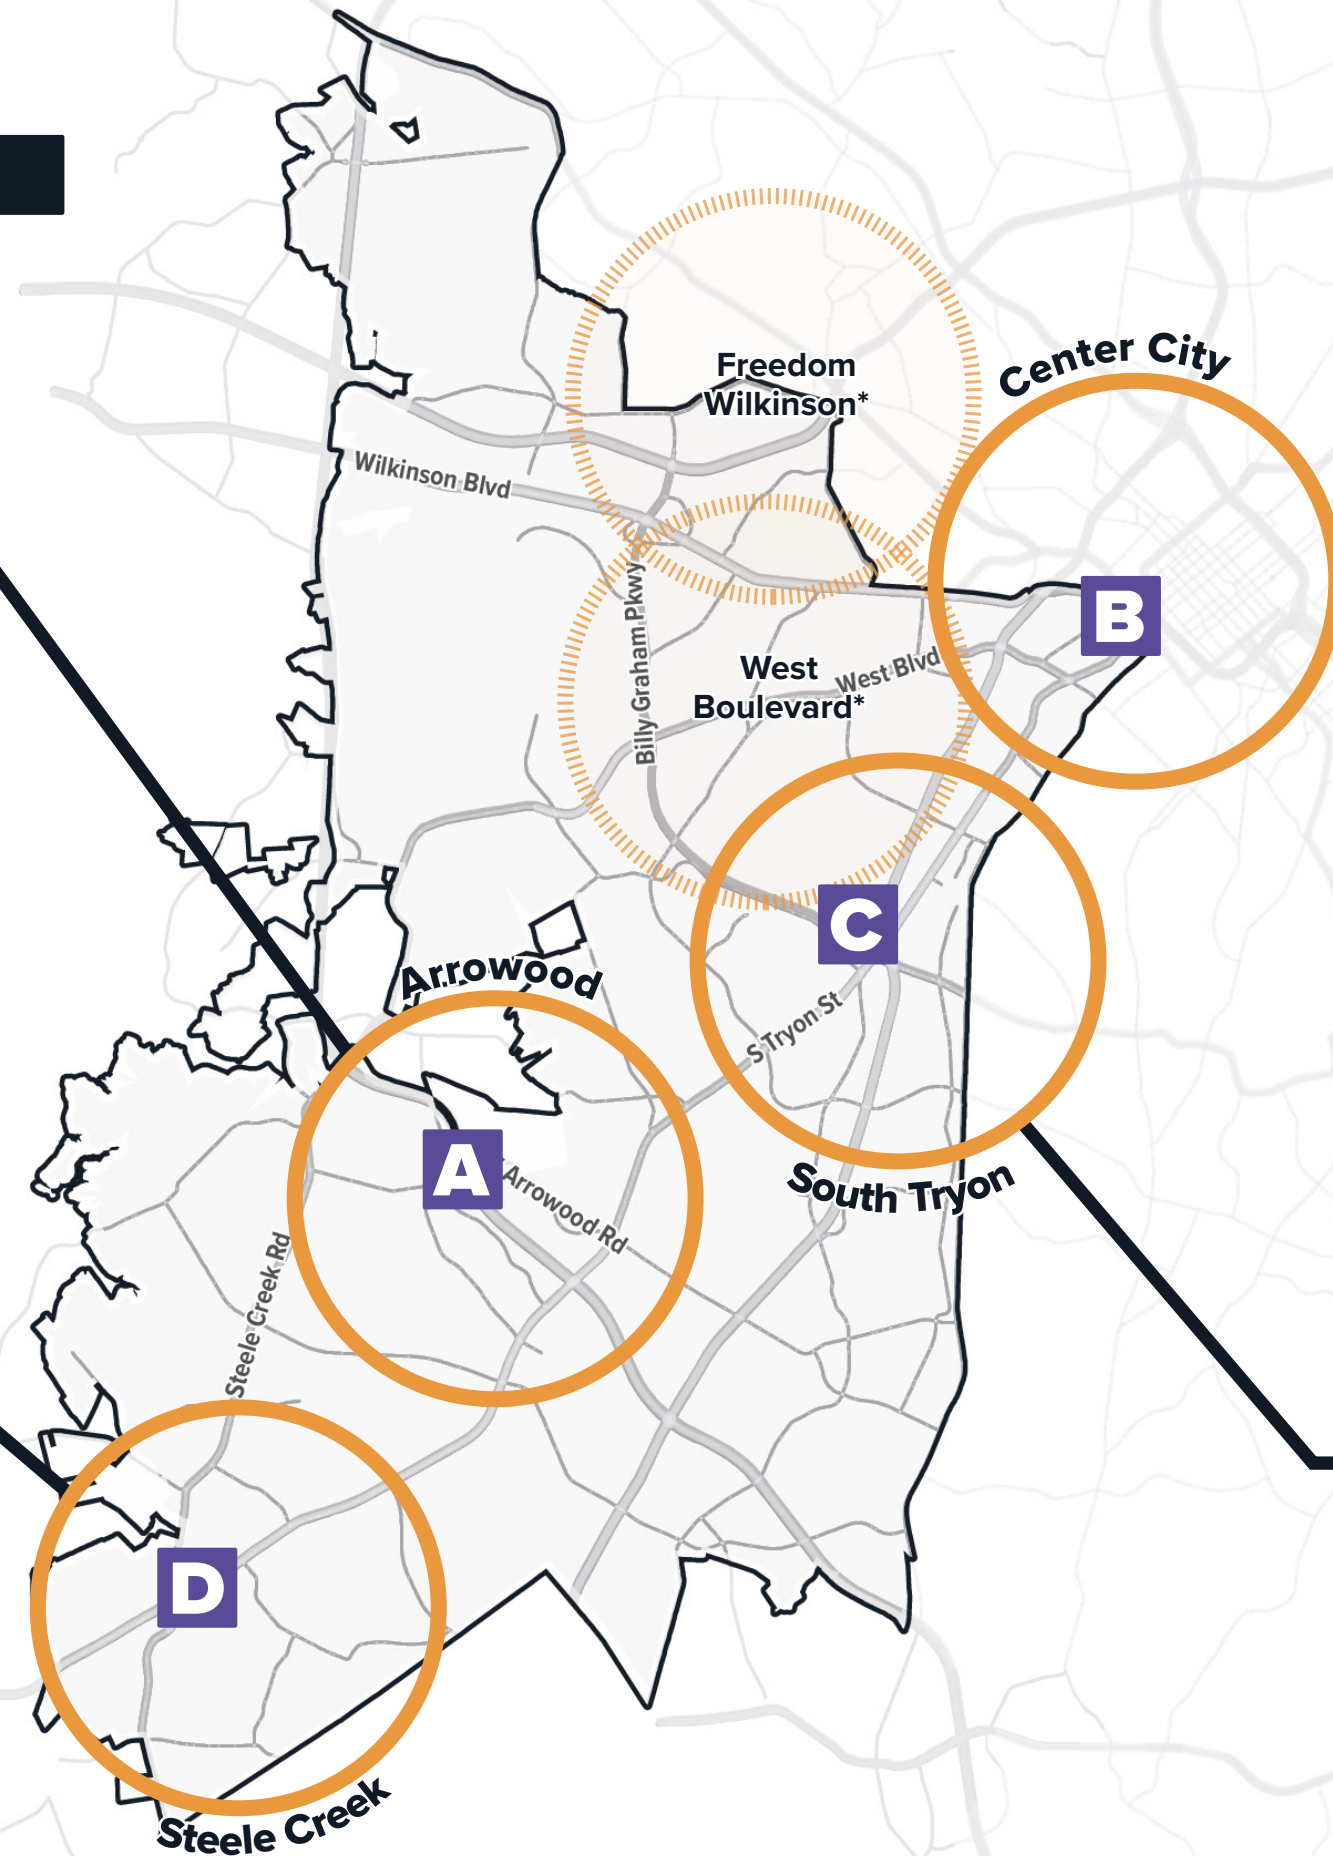 Freedom
Wilkinson*
Center City
Wilkinson Blvd
B
Billy Graham Pkwy
West
Boulevard*
West Blvd
C
Arrowood
S Tryon St
A
Arrowood Rd
South Tryon
Steele Creek Rd
D
Steele Creek